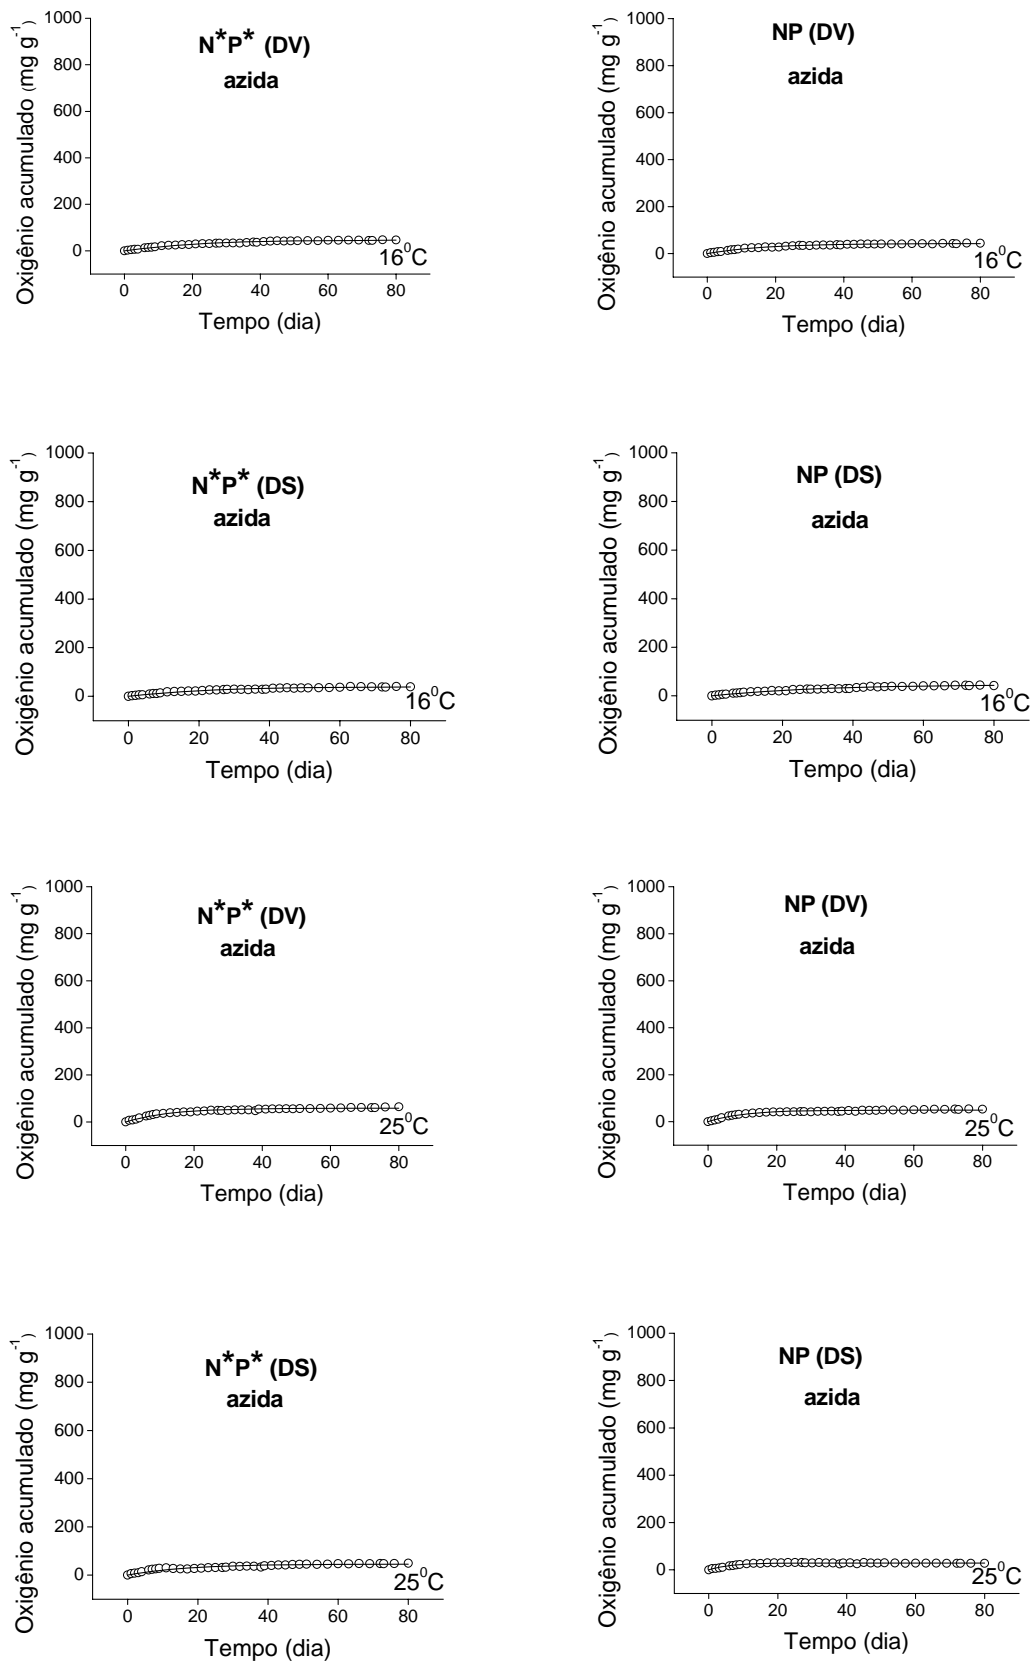 Oxigênio acumulado (mg g-1)
1000
800
600
400
200
0
N*P* (DV)
azida
16⁰C
0 20 40 60 80
Tempo (dia)
Oxigênio acumulado (mg g-1)
1000
800
600
400
200
0
NP (DV)
azida
16⁰C
0 20 40 60 80
Tempo (dia)
Oxigênio acumulado (mg g-1)
1000
800
600
400
200
0
N*P* (DS)
azida
16⁰C
0 20 40 60 80
Tempo (dia)
Oxigênio acumulado (mg g-1)
1000
800
600
400
200
0
NP (DS)
azida
16⁰C
0 20 40 60 80
Tempo (dia)
Oxigênio acumulado (mg g-1)
1000
800
600
400
200
0
N*P* (DV)
azida
25⁰C
0 20 40 60 80
Tempo (dia)
Oxigênio acumulado (mg g-1)
1000
800
600
400
200
0
NP (DV)
azida
25⁰C
0 20 40 60 80
Tempo (dia)
Oxigênio acumulado (mg g-1)
1000
800
600
400
200
0
N*P* (DS)
azida
25⁰C
0 20 40 60 80
Tempo (dia)
Oxigênio acumulado (mg g-1)
1000
800
600
400
200
0
NP (DS)
azida
25⁰C
0 20 40 60 80
Tempo (dia)